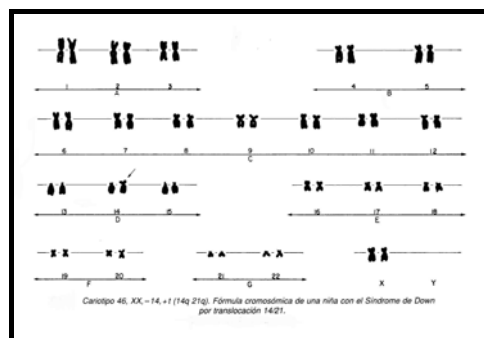 1 2 3 4 5
A B
6 7 8 9 10 11 12
C
13 14 15 16 17 18
D E
19 20 21 22 X Y
F G
Cariotipo 46, XX, −14, +t (14q 21q). Fórmula cromosómica de una niña con el Síndrome de Down
por translocación 14/21.